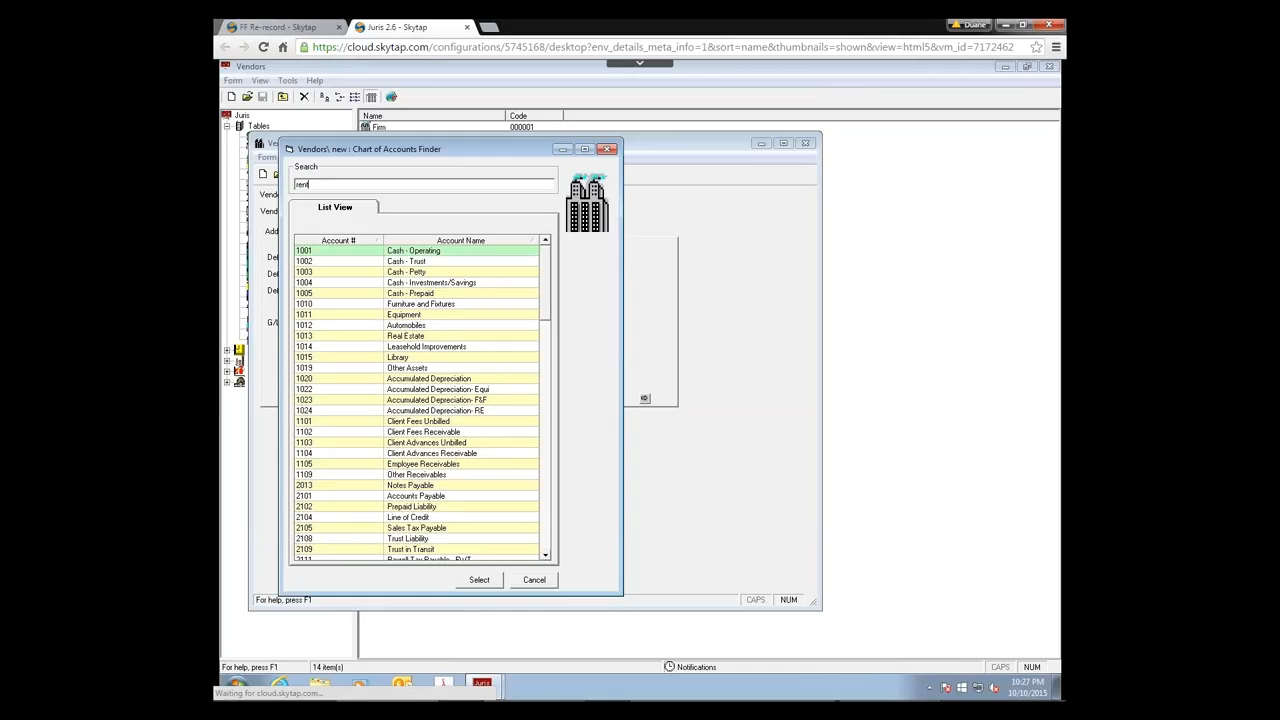 FF Re-record - Skytap
Juris 2.6 - Skytap
Duane
https://cloud.skytap.com/configurations/5745168/desktop?env_details_meta_info=1&sort=name&thumbnails=shown&view=html5&vm_id=7172462
Vendors
Form View Tools Help
Juris
Tables
Name Code
Firm 000001
Vendors\ new : Chart of Accounts Finder
Search
rent
List View
Account # Account Name
1001 Cash - Operating
1002 Cash - Trust
1003 Cash - Petty
1004 Cash - Investments/Savings
1005 Cash - Prepaid
1010 Furniture and Fixtures
1011 Equipment
1012 Automobiles
1013 Real Estate
1014 Leasehold Improvements
1015 Library
1019 Other Assets
1020 Accumulated Depreciation
1022 Accumulated Depreciation- Equi
1023 Accumulated Depreciation- F&F
1024 Accumulated Depreciation- RE
1101 Client Fees Unbilled
1102 Client Fees Receivable
1103 Client Advances Unbilled
1104 Client Advances Receivable
1105 Employee Receivables
1109 Other Receivables
2013 Notes Payable
2101 Accounts Payable
2102 Prepaid Liability
2104 Line of Credit
2105 Sales Tax Payable
2108 Trust Liability
2109 Trust in Transit
Select Cancel
For help, press F1 CAPS NUM
For help, press F1 14 item(s) Notifications CAPS NUM
Juris
Waiting for cloud.skytap.com...
10:27 PM
10/10/2015